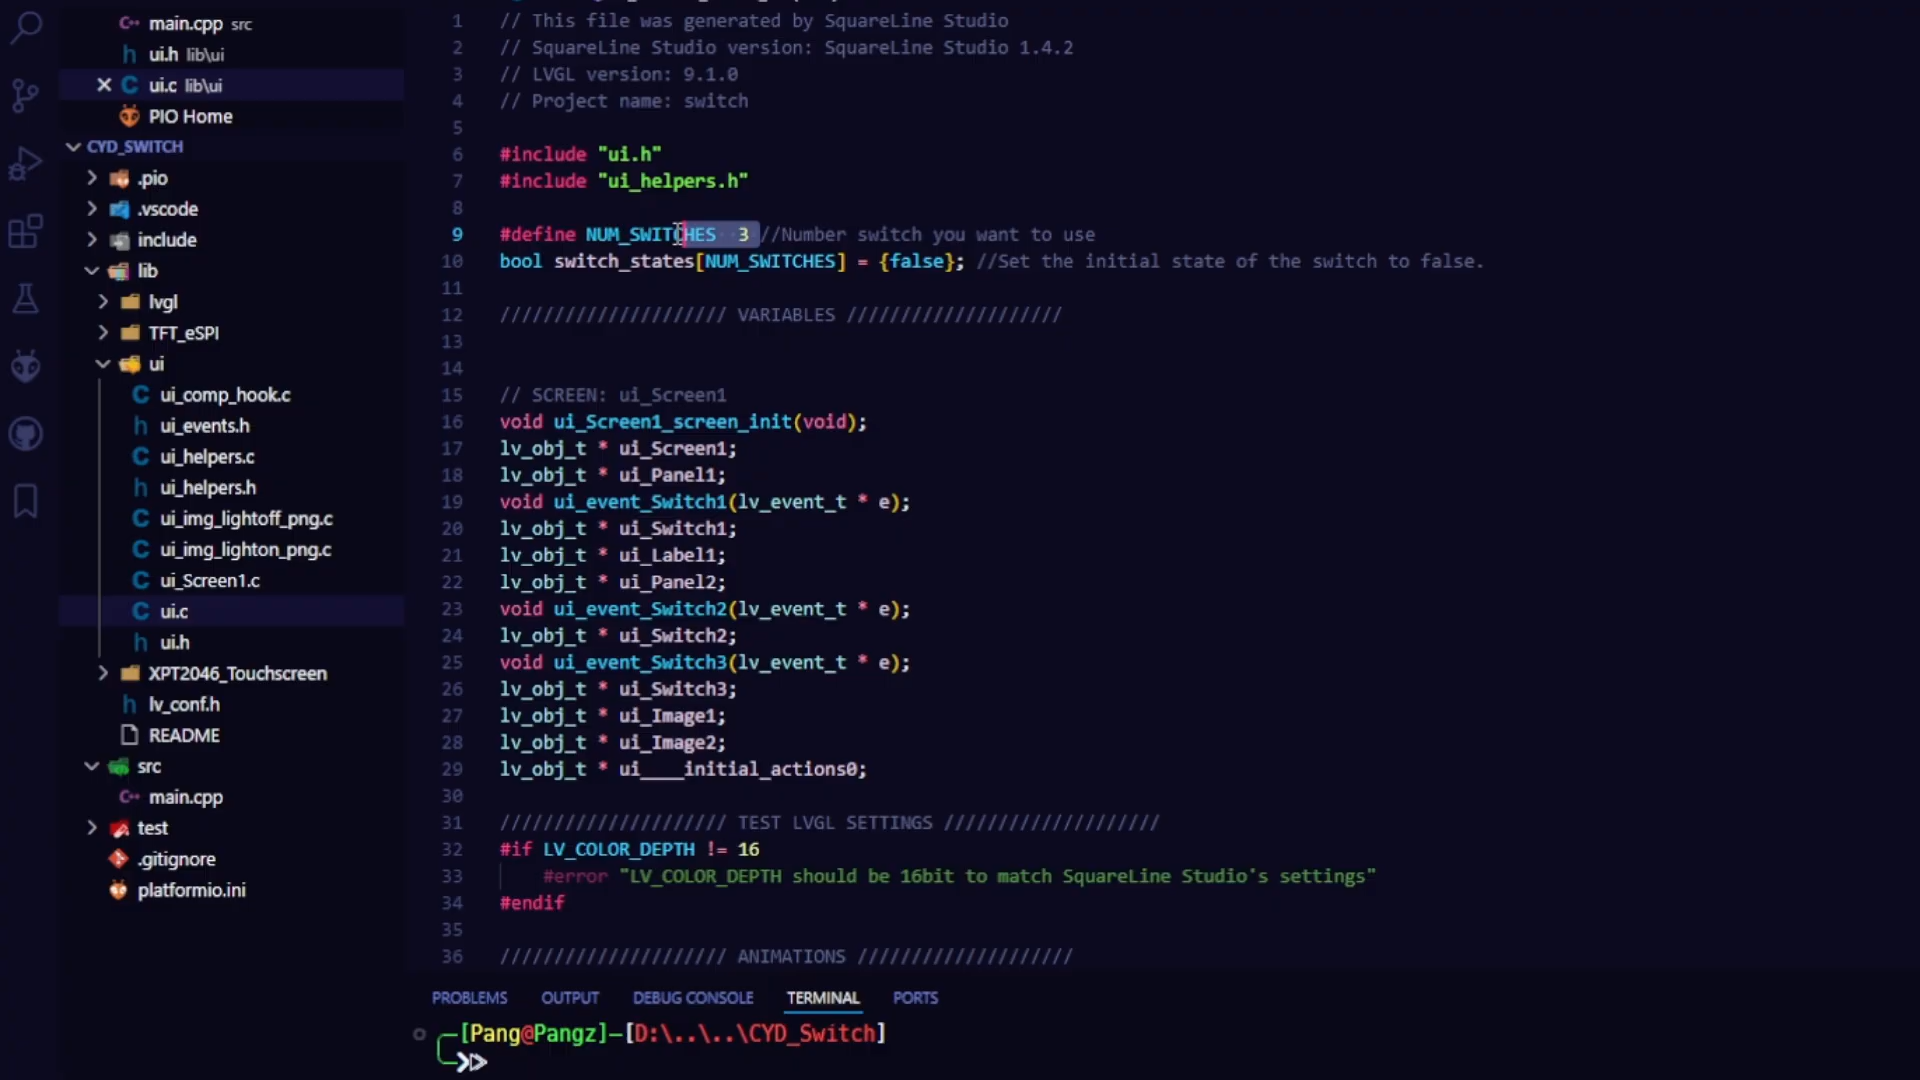 main.cpp src
ui.h lib\ui
ui.c lib\ui
PIO Home
CYD_SWITCH
.pio
.vscode
include
lib
lvgl
TFT_eSPI
ui
ui_comp_hook.c
ui_events.h
ui_helpers.c
ui_helpers.h
ui_img_lightoff_png.c
ui_img_lighton_png.c
ui_Screen1.c
ui.c
ui.h
XPT2046_Touchscreen
lv_conf.h
README
src
main.cpp
test
.gitignore
platformio.ini
1 // This file was generated by SquareLine Studio
2 // SquareLine Studio version: SquareLine Studio 1.4.2
3 // LVGL version: 9.1.0
4 // Project name: switch
5
6 #include "ui.h"
7 #include "ui_helpers.h"
8
9 #define NUM_SWITCHES 3 //Number switch you want to use
10 bool switch_states[NUM_SWITCHES] = {false}; //Set the initial state of the switch to false.
11
12 ///////////////////// VARIABLES ////////////////////
13
14
15 // SCREEN: ui_Screen1
16 void ui_Screen1_screen_init(void);
17 lv_obj_t * ui_Screen1;
18 lv_obj_t * ui_Panel1;
19 void ui_event_Switch1(lv_event_t * e);
20 lv_obj_t * ui_Switch1;
21 lv_obj_t * ui_Label1;
22 lv_obj_t * ui_Panel2;
23 void ui_event_Switch2(lv_event_t * e);
24 lv_obj_t * ui_Switch2;
25 void ui_event_Switch3(lv_event_t * e);
26 lv_obj_t * ui_Switch3;
27 lv_obj_t * ui_Image1;
28 lv_obj_t * ui_Image2;
29 lv_obj_t * ui____initial_actions0;
30
31 ///////////////////// TEST LVGL SETTINGS ////////////////////
32 #if LV_COLOR_DEPTH != 16
33 #error "LV_COLOR_DEPTH should be 16bit to match SquareLine Studio's settings"
34 #endif
35
36 ///////////////////// ANIMATIONS ////////////////////
PROBLEMS OUTPUT DEBUG CONSOLE TERMINAL PORTS
[Pang@Pangz]-[D:\..\..\CYD_Switch]